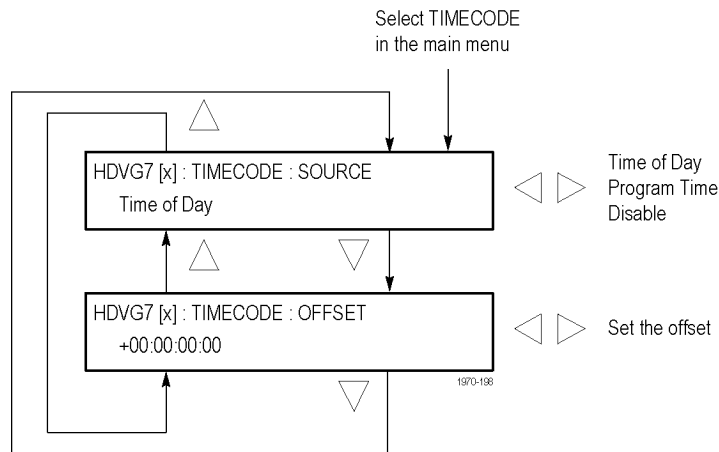 Select TIMECODE
in the main menu
HDVG7 [x] : TIMECODE : SOURCE
Time of Day
Time of Day
Program Time
Disable
HDVG7 [x] : TIMECODE : OFFSET
+00:00:00:00
Set the offset
1970-198